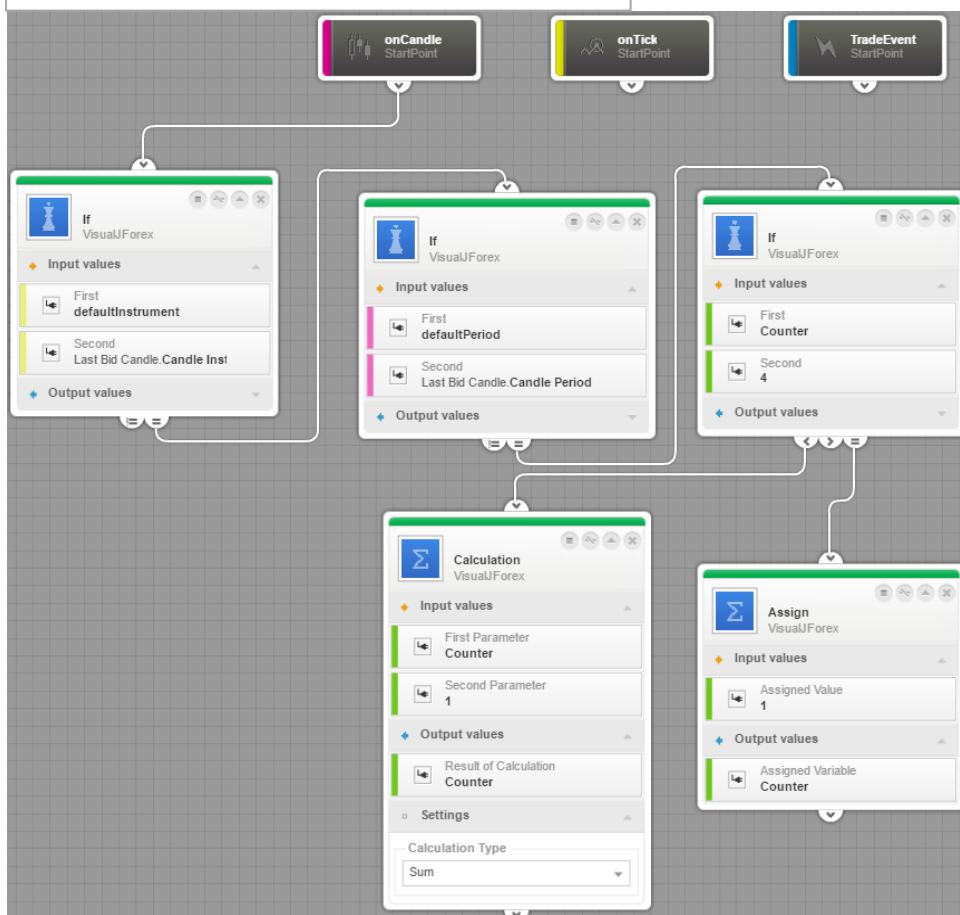 onCandle
StartPoint
onTick
StartPoint
TradeEvent
StartPoint
If
VisualJForex
Input values
First
defaultInstrument
Second
Last Bid Candle.Candle Inst
Output values
If
VisualJForex
Input values
First
defaultPeriod
Second
Last Bid Candle.Candle Period
Output values
If
VisualJForex
Input values
First
Counter
Second
4
Output values
Calculation
VisualJForex
Input values
First Parameter
Counter
Second Parameter
1
Output values
Result of Calculation
Counter
Settings
Calculation Type
Sum
Assign
VisualJForex
Input values
Assigned Value
1
Output values
Assigned Variable
Counter